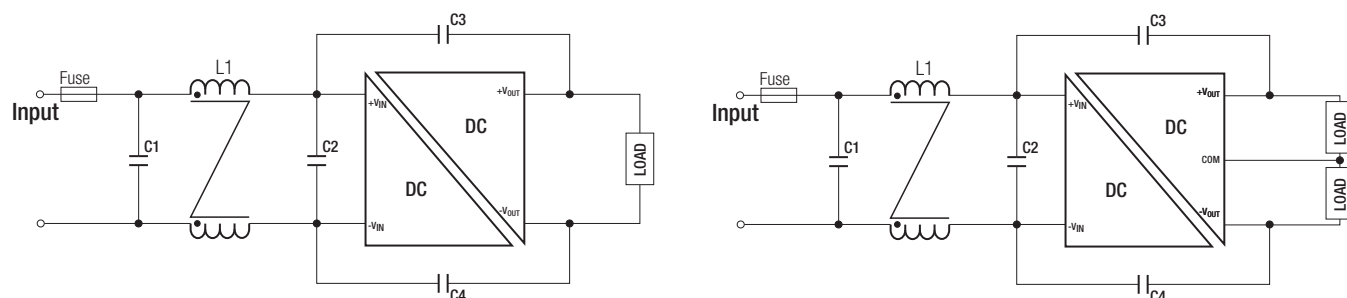 C3
Fuse
L1
Input
+VIN
+VOUT
DC
C1
C2
LOAD
DC
-VOUT
-VIN
C4
C3
Fuse
L1
Input
+VIN
+VOUT
DC
LOAD
C1
C2
COM
DC
LOAD
-VOUT
-VIN
C4